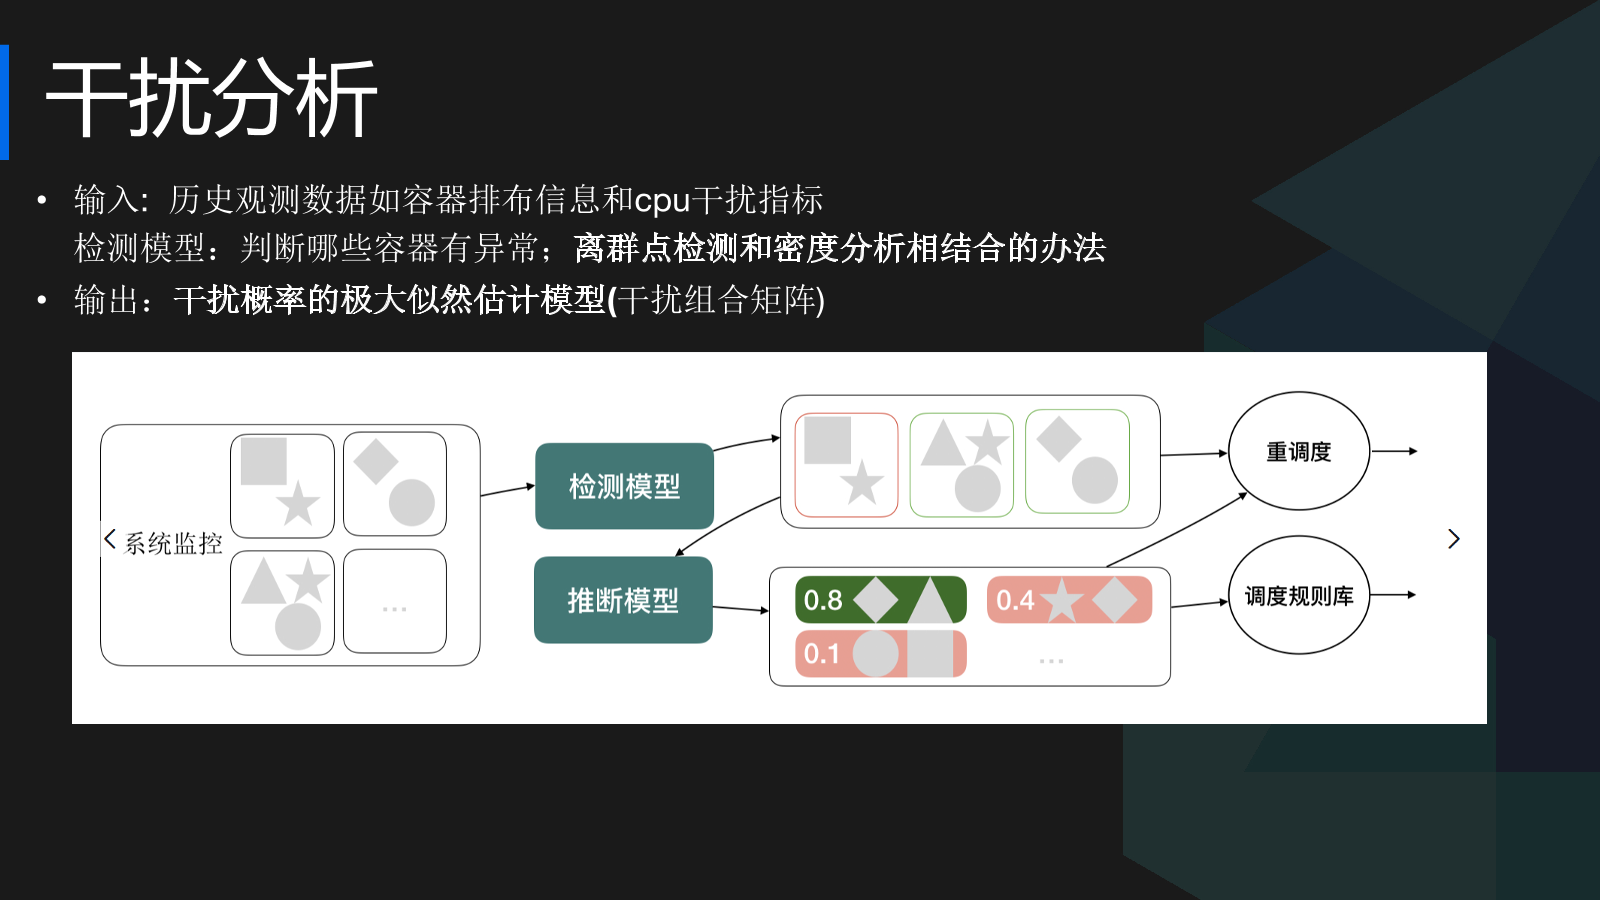 干扰分析
• 输入：历史观测数据如容器排布信息和cpu干扰指标
检测模型：判断哪些容器有异常；离群点检测和密度分析相结合的办法
• 输出：干扰概率的极大似然估计模型(干扰组合矩阵)
系统监控
...
检测模型
推断模型
0.8
0.4
0.1
...
重调度
调度规则库